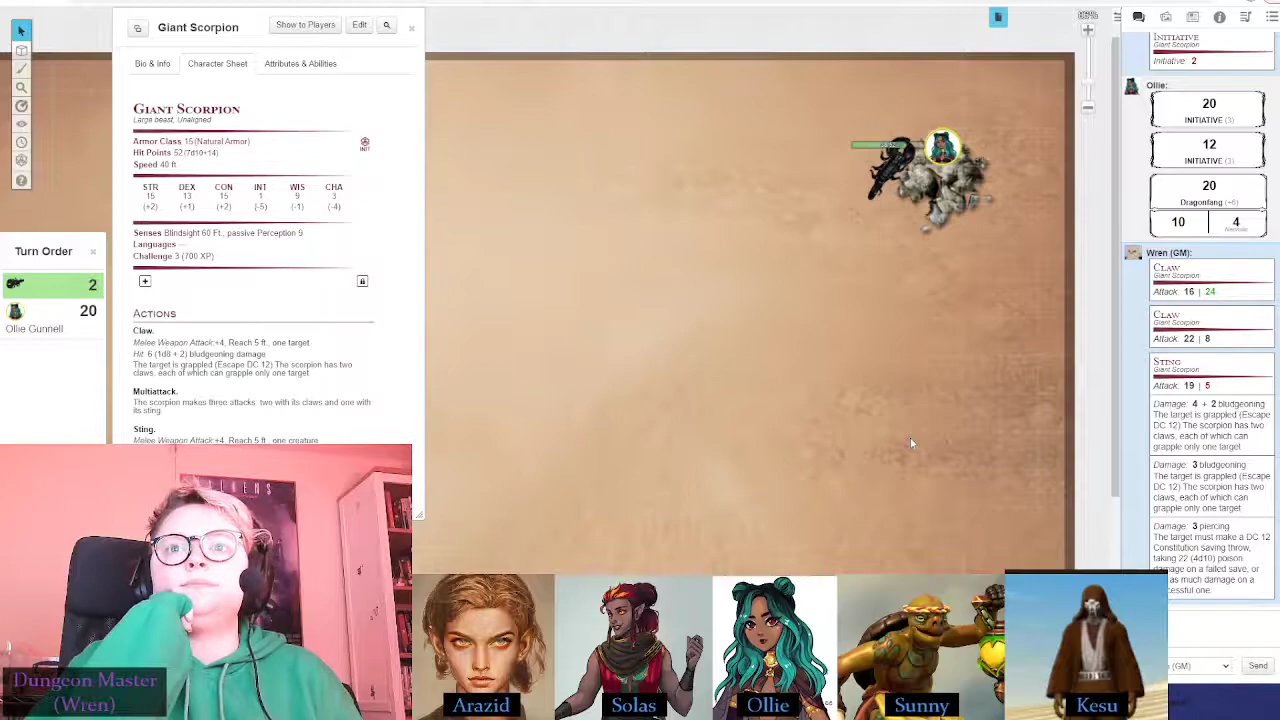 Giant Scorpion
Show to Players
Edit
Bio & Info
Character Sheet
Attributes & Abilities
Giant Scorpion
Large beast, Unaligned
Armor Class 15 (Natural Armor)
Hit Points 52 (7d10+14)
Speed 40 ft
INIT
STR DEX CON INT WIS CHA
15 13 15 1 9 3
(+2) (+1) (+2) (-5) (-1) (-4)
Senses Blindsight 60 Ft., passive Perception 9
Languages —
Challenge 3 (700 XP)
Actions
Claw.
Melee Weapon Attack:+4, Reach 5 ft., one target
Hit 6 (1d8 + 2) bludgeoning damage
The target is grappled (Escape DC 12) The scorpion has two
claws, each of which can grapple only one target
Multiattack.
The scorpion makes three attacks: two with its claws and one with
its sting.
Sting.
Melee Weapon Attack:+4, Reach 5 ft., one creature
Turn Order
2
20
Ollie Gunnell
Initiative
Giant Scorpion
Initiative: 2
Ollie:
20
INITIATIVE (3)
12
INITIATIVE (3)
20
Dragonfang (+6)
10 4
Wren (GM):
Claw
Giant Scorpion
Attack: 16 | 24
Claw
Giant Scorpion
Attack: 22 | 8
Sting
Giant Scorpion
Attack: 19 | 5
Damage: 4 + 2 bludgeoning
The target is grappled (Escape
DC 12) The scorpion has two
claws, each of which can
grapple only one target
Damage: 3 bludgeoning
The target is grappled (Escape
DC 12) The scorpion has two
claws, each of which can
grapple only one target
Damage: 3 piercing
The target must make a DC 12
Constitution saving throw,
taking 22 (4d10) poison
damage on a failed save, or
as much damage on a
cessful one.
(GM)
Send
Dungeon Master
(Wren)
Arazid
Solas
Ollie
Sunny
Kesu